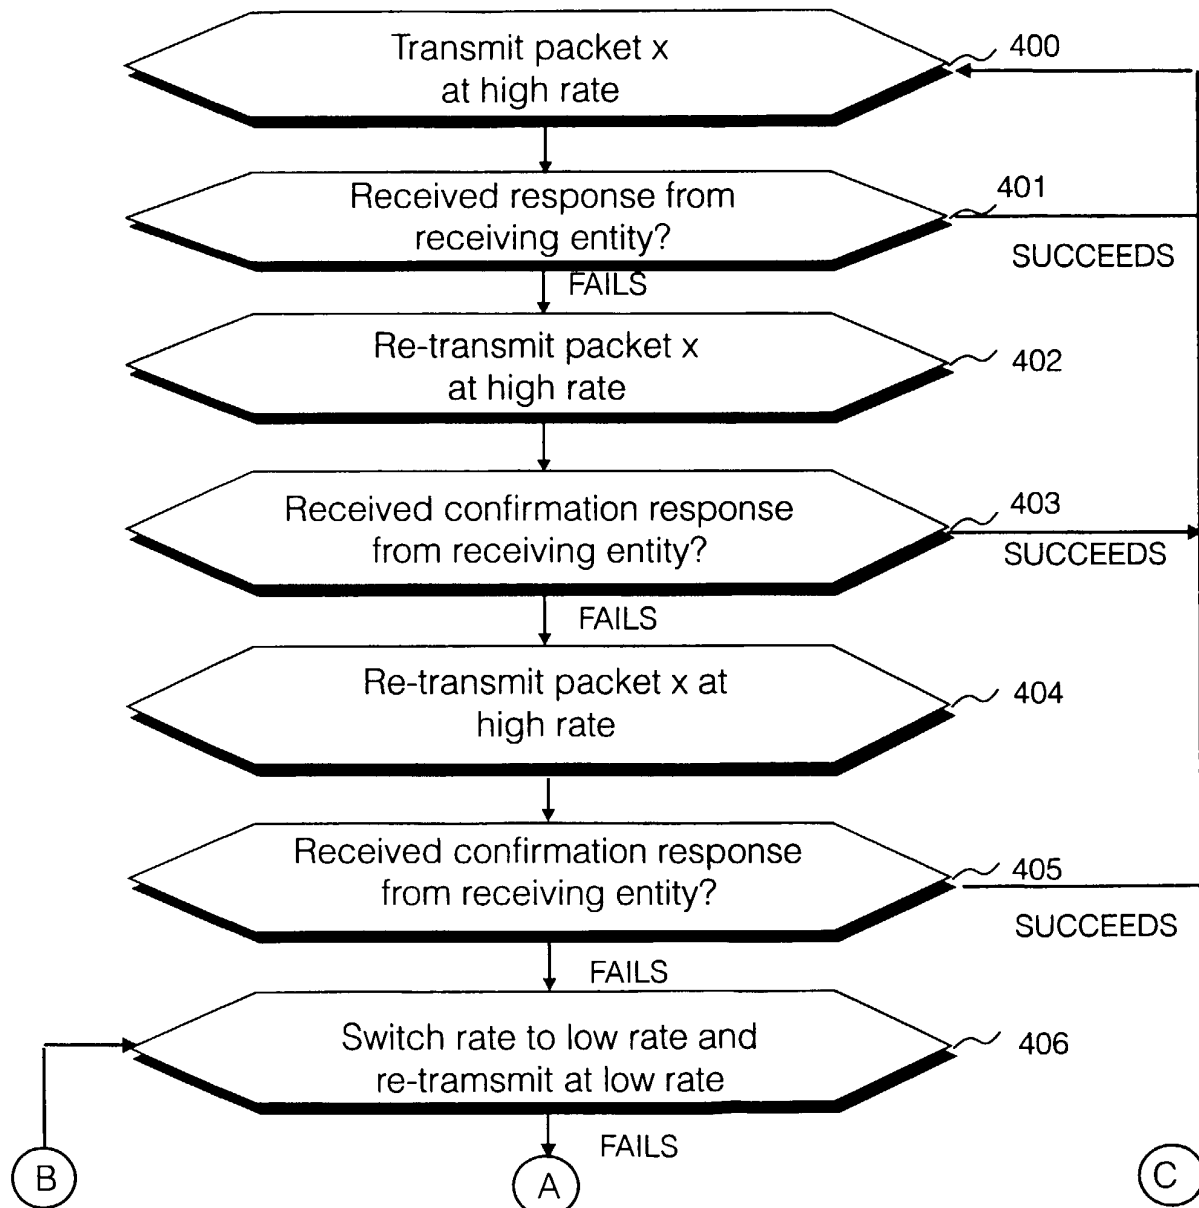 Transmit packet x
at high rate
400
Received response from
receiving entity?
401
SUCCEEDS
FAILS
Re-transmit packet x
at high rate
402
Received confirmation response
from receiving entity?
403
SUCCEEDS
FAILS
Re-transmit packet x at
high rate
404
Received confirmation response
from receiving entity?
405
SUCCEEDS
FAILS
Switch rate to low rate and
re-tramsmit at low rate
406
FAILS
B
A
C